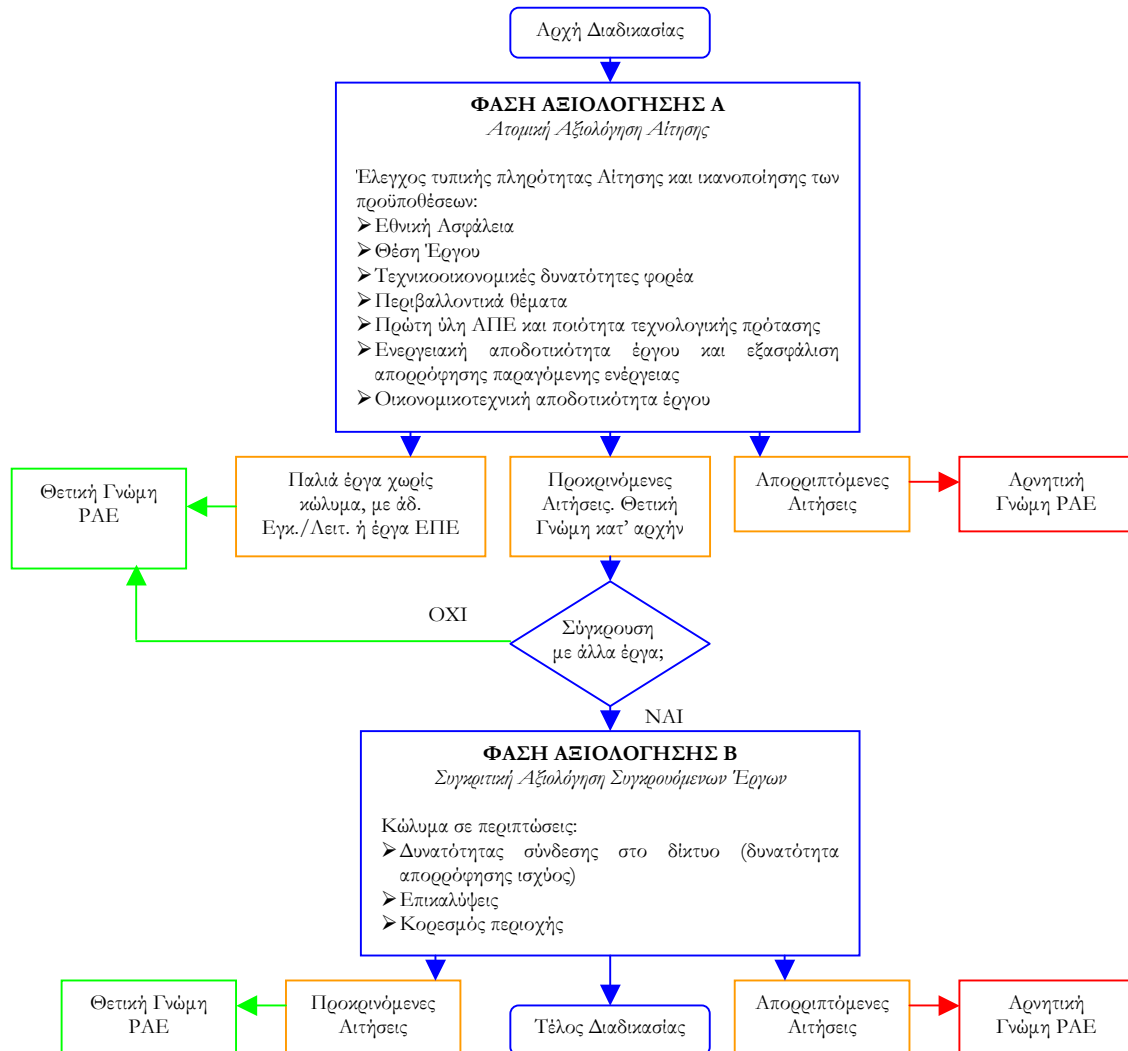 Αρχή Διαδικασίας
ΦΑΣΗ ΑΞΙΟΛΟΓΗΣΗΣ Α
Ατομική Αξιολόγηση Αίτησης
Έλεγχος τυπικής πληρότητας Αίτησης και ικανοποίησης των
προϋποθέσεων:
➢Εθνική Ασφάλεια
➢Θέση Έργου
➢Τεχνικοοικονομικές δυνατότητες φορέα
➢Περιβαλλοντικά θέματα
➢Πρώτη ύλη ΑΠΕ και ποιότητα τεχνολογικής πρότασης
➢Ενεργειακή αποδοτικότητα έργου και εξασφάλιση
απορρόφησης παραγόμενης ενέργειας
➢Οικονομικοτεχνική αποδοτικότητα έργου
Θετική Γνώμη
ΡΑΕ
Παλιά έργα χωρίς
κώλυμα, με άδ.
Εγκ./Λειτ. ή έργα ΕΠΕ
Προκρινόμενες
Αιτήσεις. Θετική
Γνώμη κατ’ αρχήν
Απορριπτόμενες
Αιτήσεις
Αρνητική
Γνώμη ΡΑΕ
ΟΧΙ
Σύγκρουση
με άλλα έργα;
ΝΑΙ
ΦΑΣΗ ΑΞΙΟΛΟΓΗΣΗΣ Β
Συγκριτική Αξιολόγηση Συγκρουόμενων Έργων
Κώλυμα σε περιπτώσεις:
➢Δυνατότητας σύνδεσης στο δίκτυο (δυνατότητα
απορρόφησης ισχύος)
➢Επικαλύψεις
➢Κορεσμός περιοχής
Θετική Γνώμη
ΡΑΕ
Προκρινόμενες
Αιτήσεις
Τέλος Διαδικασίας
Απορριπτόμενες
Αιτήσεις
Αρνητική
Γνώμη ΡΑΕ